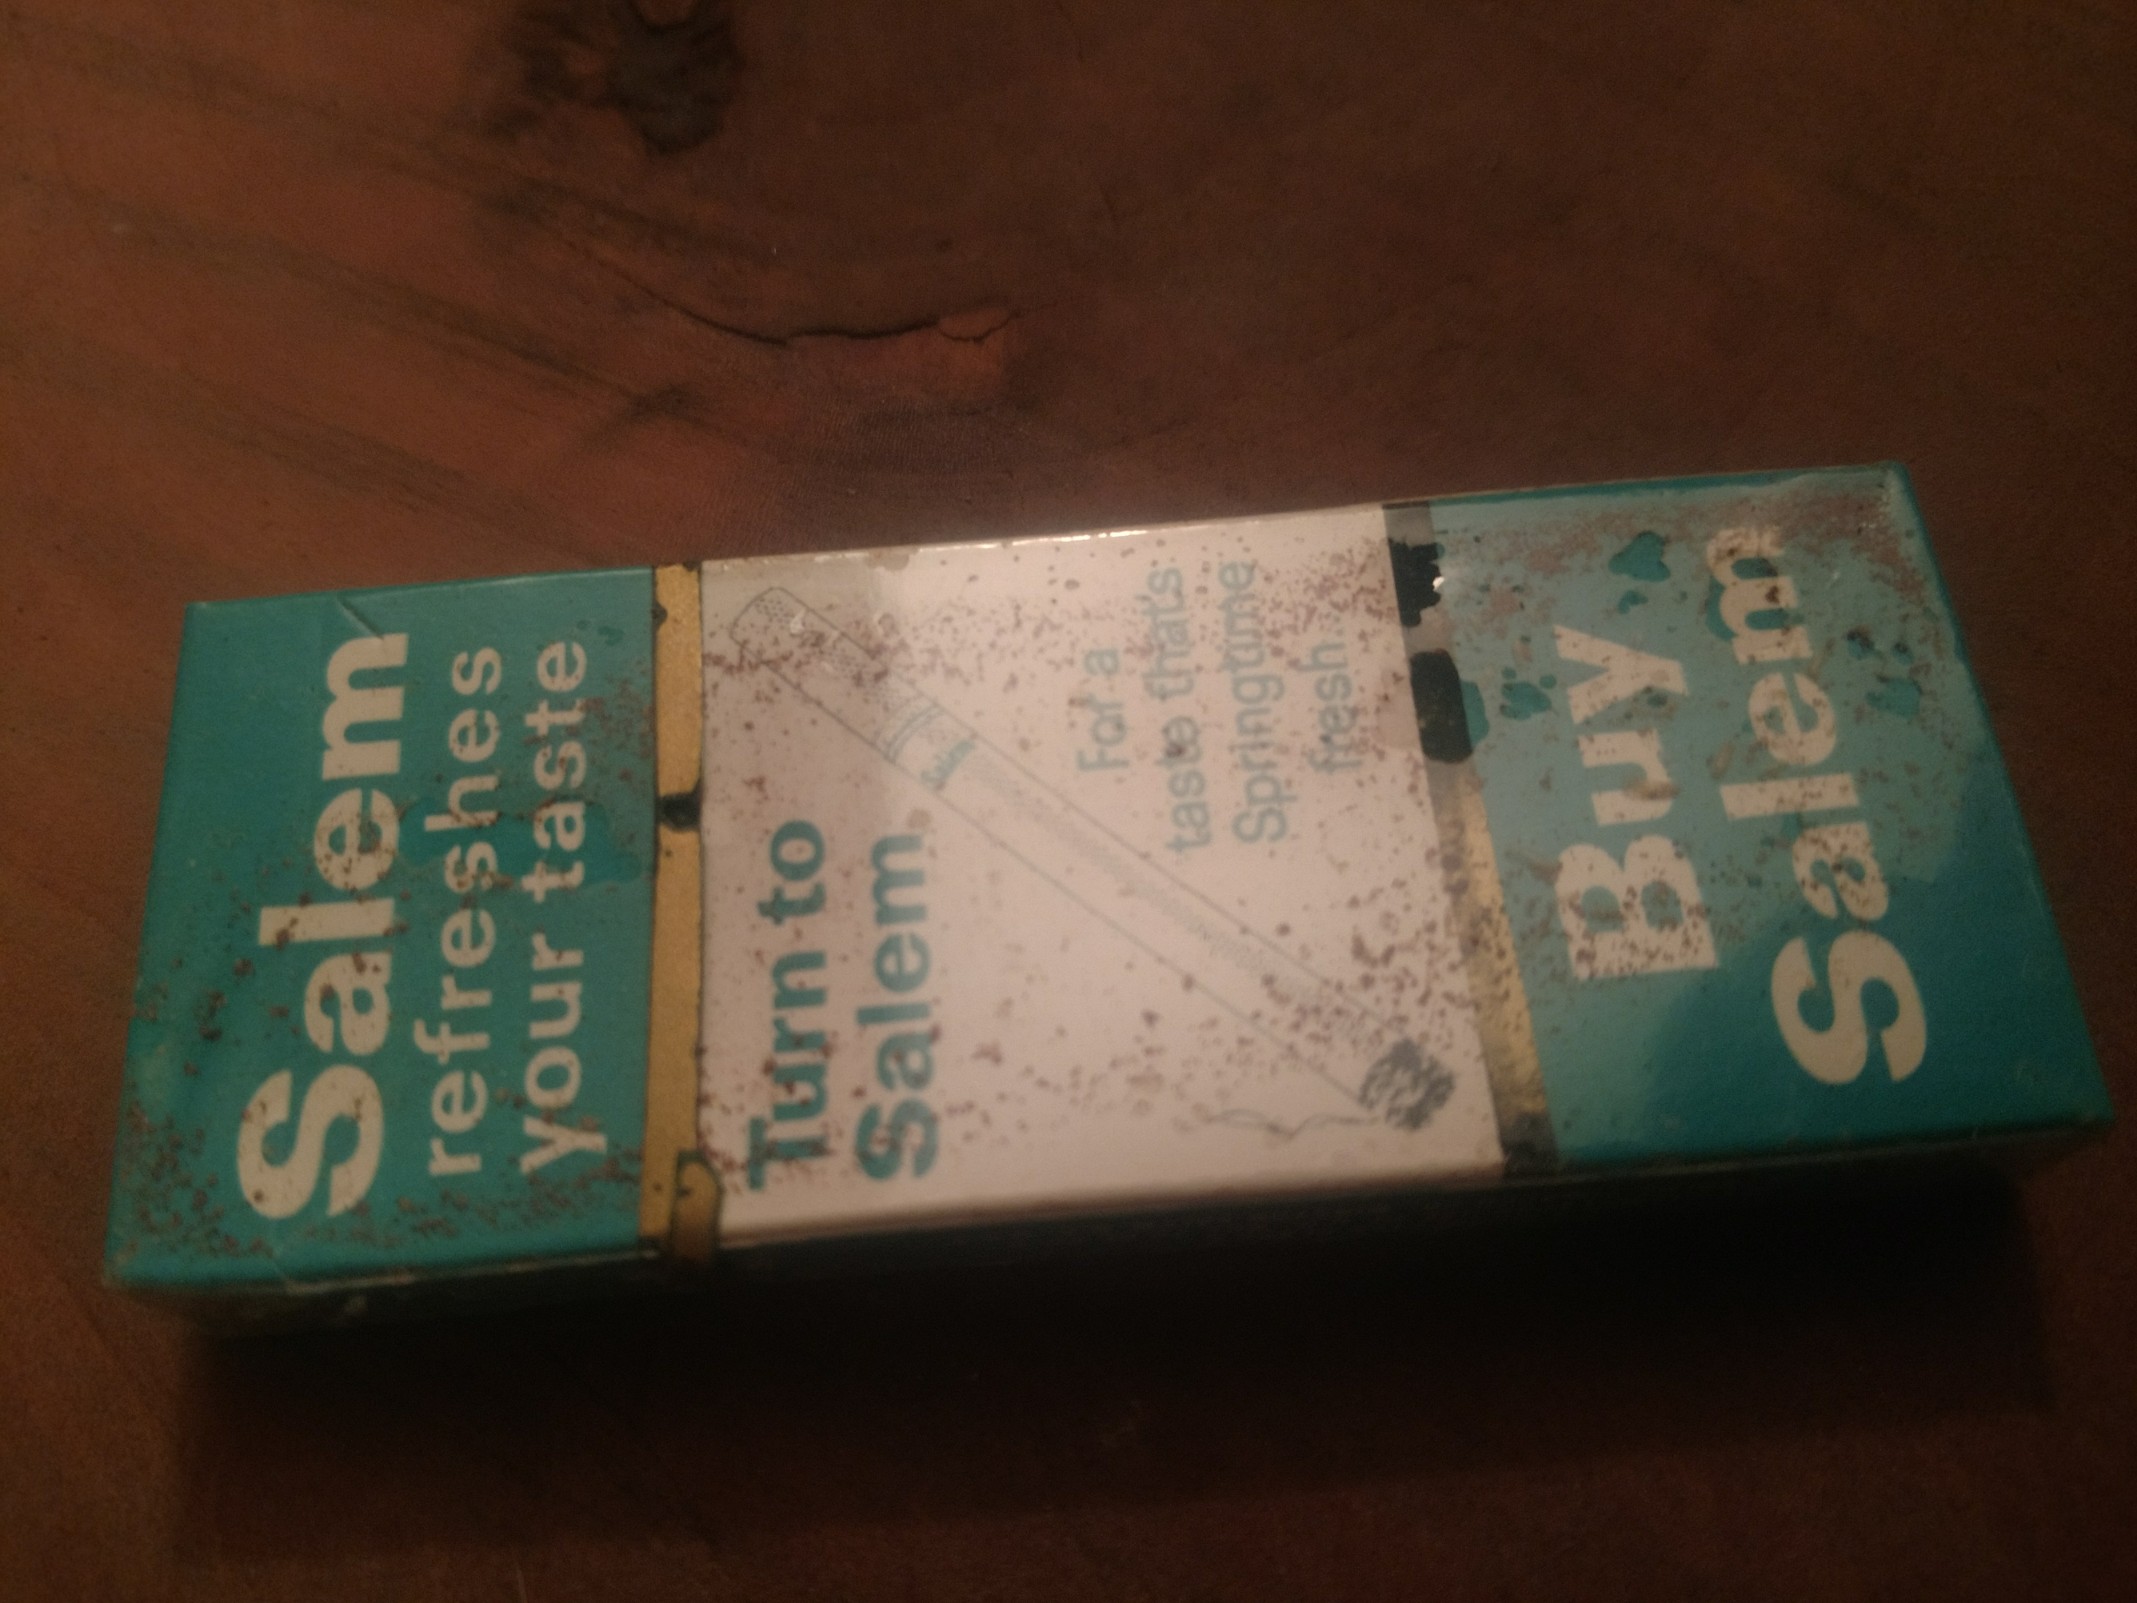 Salem
refreshes
your taste
Turn to
Salem
For a
taste that's
Springtime
fresh
Buy
Salem